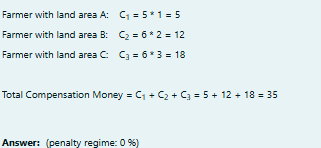 Farmer with land area A: C₁ = 5 * 1 = 5
Farmer with land area B: C₂ = 6 * 2 = 12
Farmer with land area C: C₃ = 6 * 3 = 18
Total Compensation Money = C₁ + C₂ + C₃ = 5 + 12 + 18 = 35
Answer: (penalty regime: 0 %)